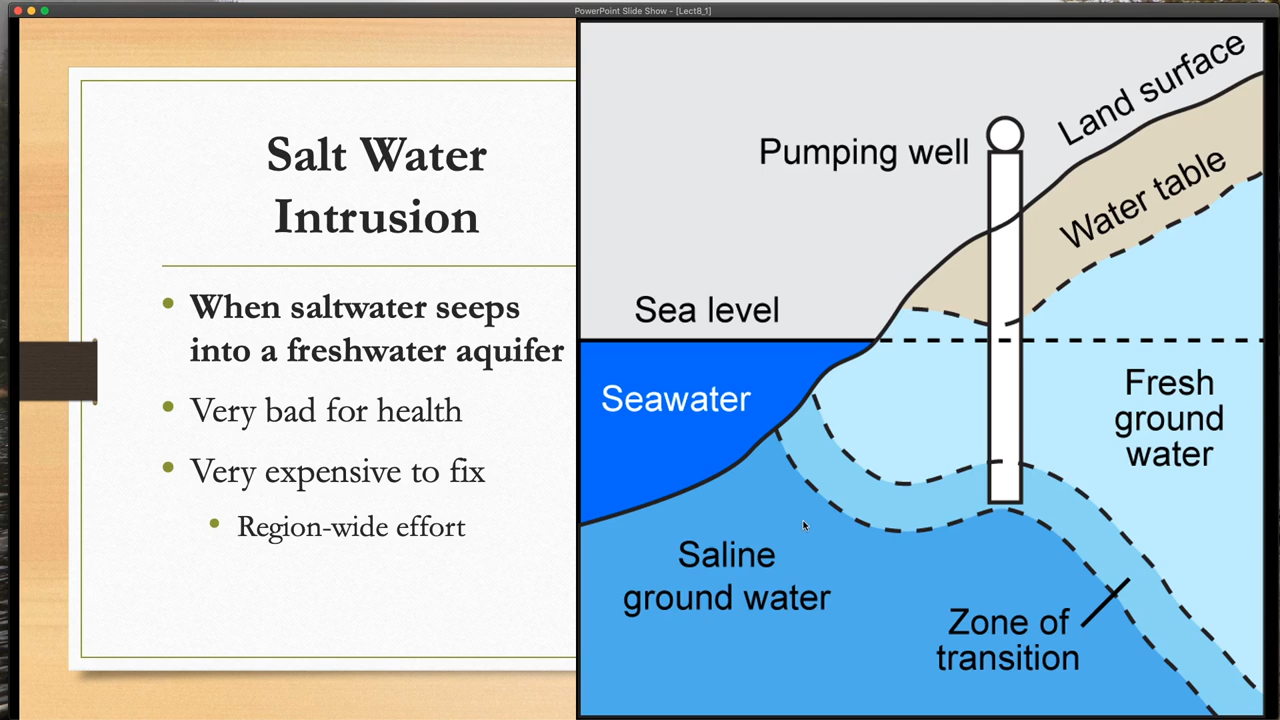 PowerPoint Slide Show - [Lect8_1]
Salt Water
Intrusion
• When saltwater seeps
into a freshwater aquifer
• Very bad for health
• Very expensive to fix
• Region-wide effort
Land surface
Pumping well
Water table
Sea level
Seawater
Fresh
ground
water
Saline
ground water
Zone of
transition